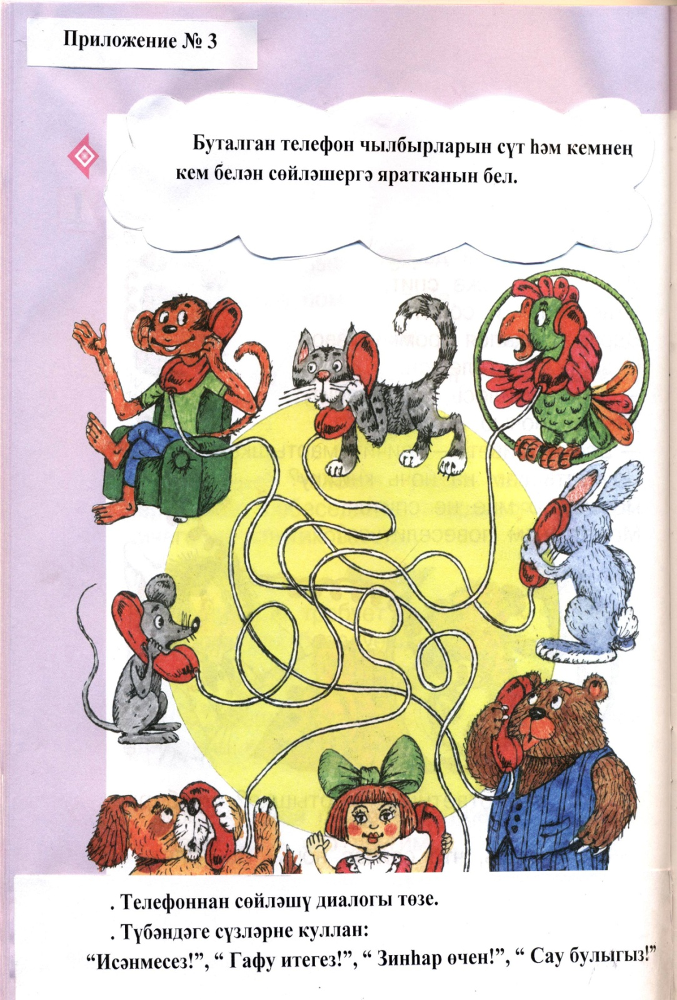 Приложение № 3
Буталган телефон чылбырларын сүт һәм кемнең
кем белән сөйләшергә яратканын бел.
. Телефоннан сөйләшү диалогы төзе.
. Түбәндәге сүзләрне куллан:
“Исәнмесез!”, “ Гафу итегез!”, “ Зинһар өчен!”, “ Сау булыгыз!”